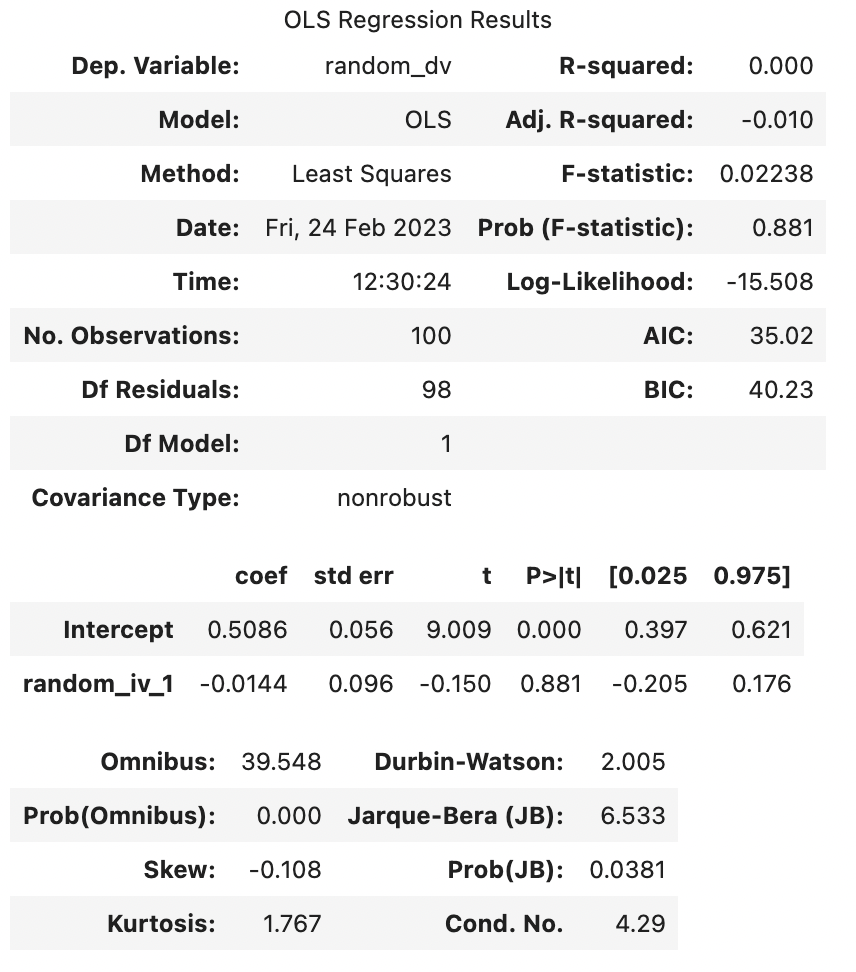 OLS Regression Results
Dep. Variable: random_dv R-squared: 0.000
Model: OLS Adj. R-squared: -0.010
Method: Least Squares F-statistic: 0.02238
Date: Fri, 24 Feb 2023 Prob (F-statistic): 0.881
Time: 12:30:24 Log-Likelihood: -15.508
No. Observations: 100 AIC: 35.02
Df Residuals: 98 BIC: 40.23
Df Model: 1
Covariance Type: nonrobust
coef std err t P>|t| [0.025 0.975]
Intercept 0.5086 0.056 9.009 0.000 0.397 0.621
random_iv_1 -0.0144 0.096 -0.150 0.881 -0.205 0.176
Omnibus: 39.548 Durbin-Watson: 2.005
Prob(Omnibus): 0.000 Jarque-Bera (JB): 6.533
Skew: -0.108 Prob(JB): 0.0381
Kurtosis: 1.767 Cond. No. 4.29